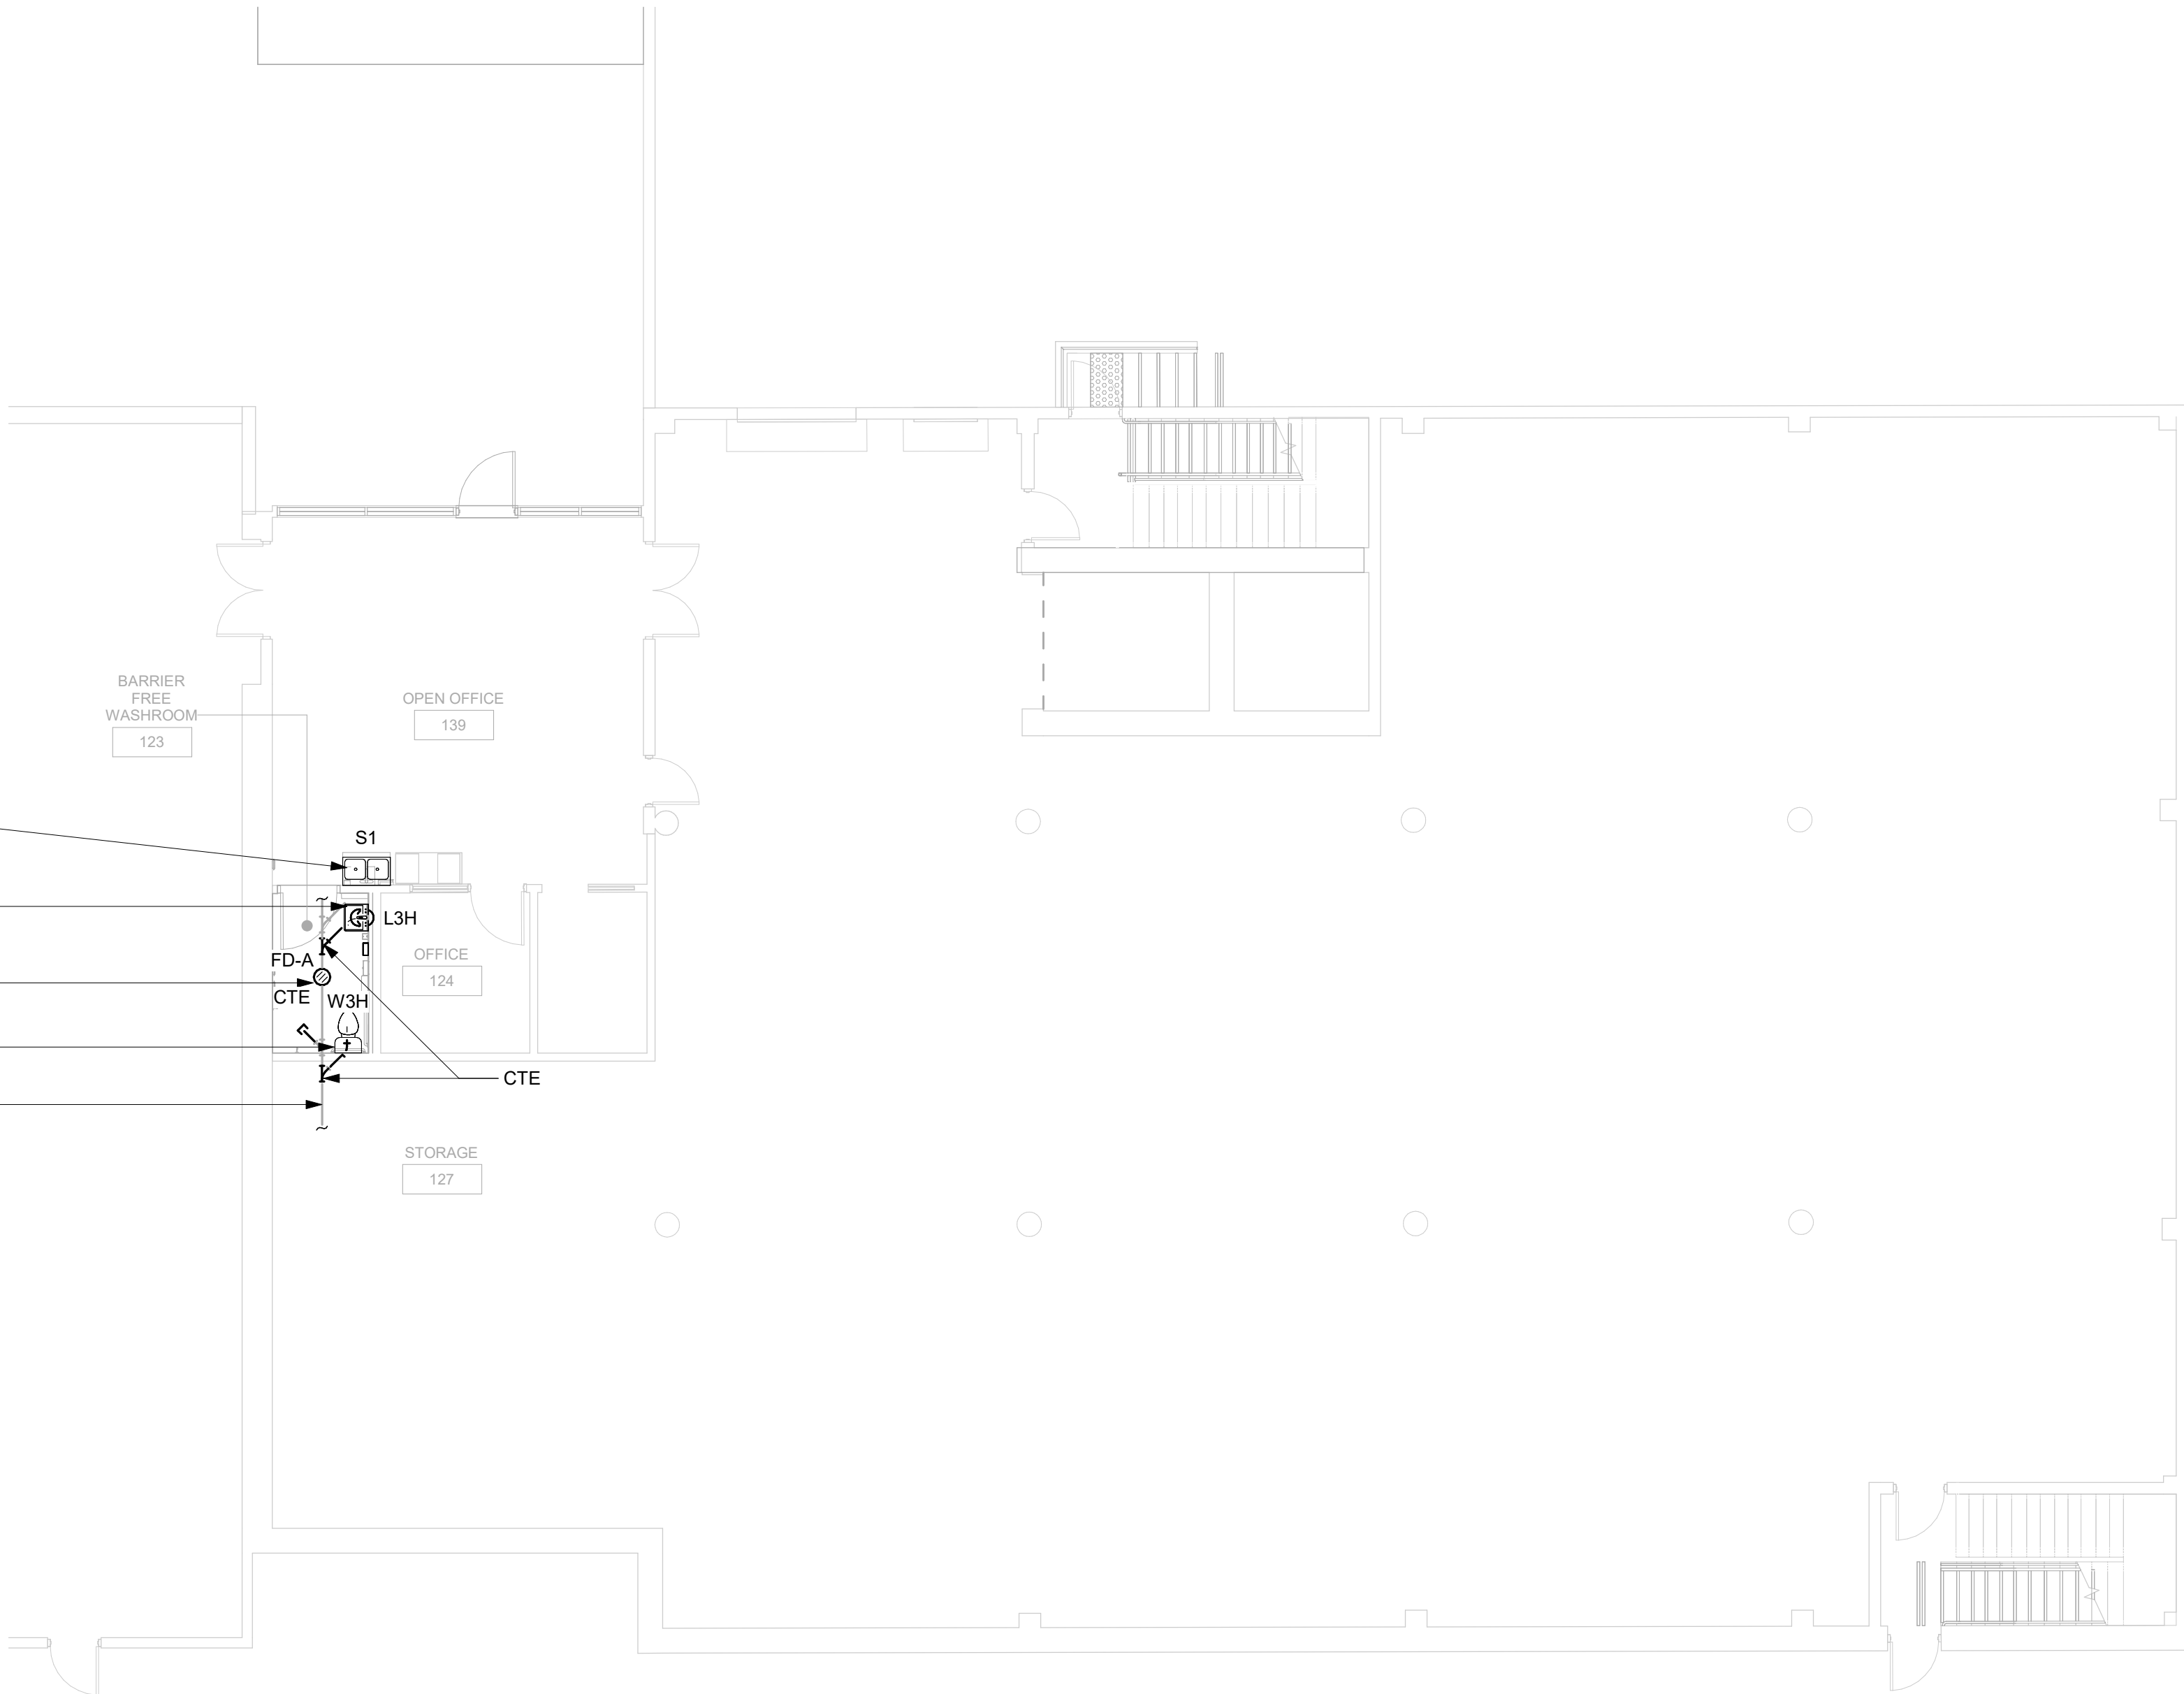 BARRIER
FREE
WASHROOM
123
OPEN OFFICE
139
S1
L3H
OFFICE
124
FD-A
CTE
W3H
CTE
STORAGE
127